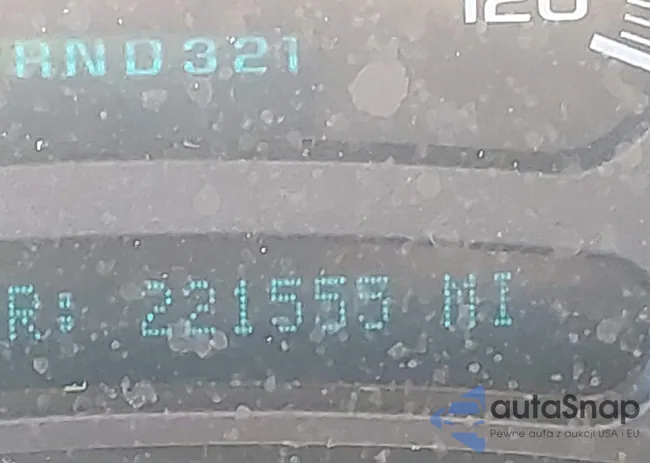 120
RND321
R: 221555 MI
autaSnap
Pewne auta z aukcji USA i EU